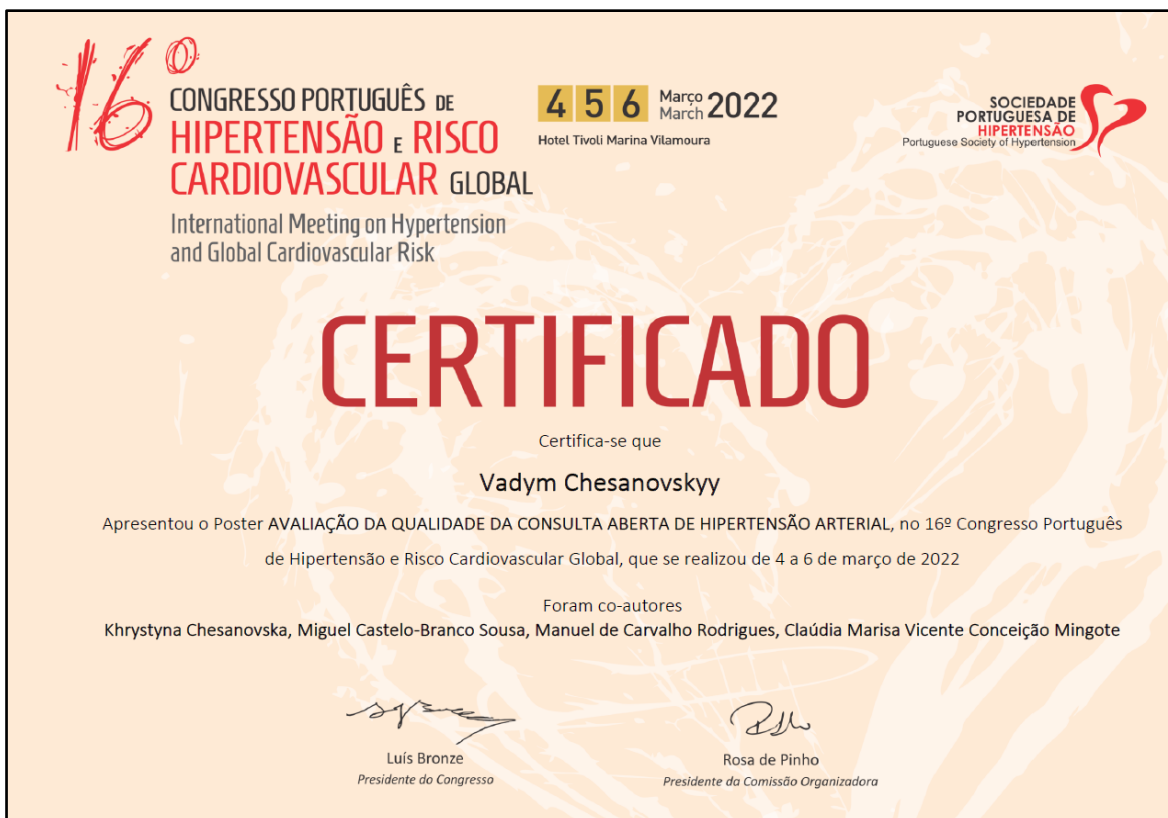 16º
CONGRESSO PORTUGUÊS DE
HIPERTENSÃO E RISCO
CARDIOVASCULAR GLOBAL
International Meeting on Hypertension
and Global Cardiovascular Risk
4 5 6 Março March 2022
Hotel Tivoli Marina Vilamoura
SOCIEDADE
PORTUGUESA DE
HIPERTENSÃO
Portuguese Society of Hypertension
CERTIFICADO
Certifica-se que
Vadym Chesanovskyy
Apresentou o Poster AVALIAÇÃO DA QUALIDADE DA CONSULTA ABERTA DE HIPERTENSÃO ARTERIAL, no 16º Congresso Português
de Hipertensão e Risco Cardiovascular Global, que se realizou de 4 a 6 de março de 2022
Foram co-autores
Khrystyna Chesanovska, Miguel Castelo-Branco Sousa, Manuel de Carvalho Rodrigues, Claúdia Marisa Vicente Conceição Mingote
Luís Bronze
Presidente do Congresso
Rosa de Pinho
Presidente da Comissão Organizadora